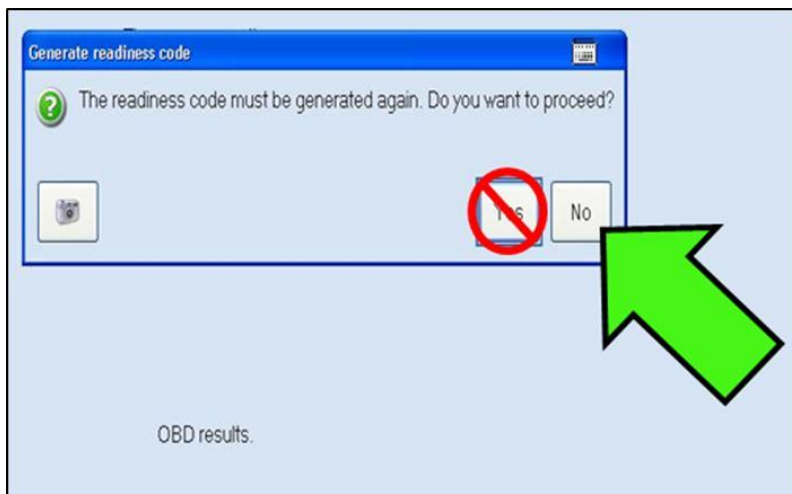 Generate readiness code
The readiness code must be generated again. Do you want to proceed?
Yes No
OBD results.